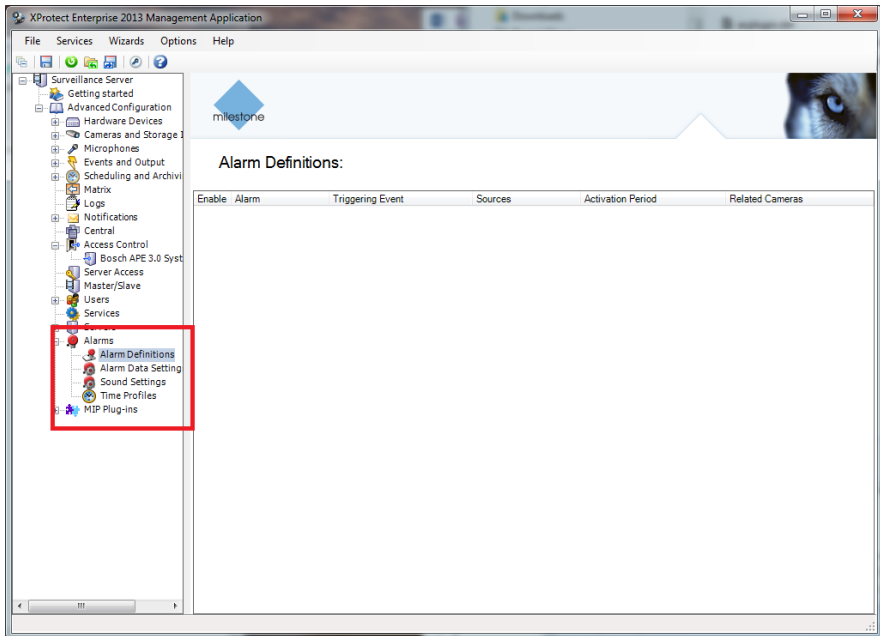 XProtect Enterprise 2013 Management Application
File Services Wizards Options Help
Surveillance Server
Getting started
Advanced Configuration
Hardware Devices
Cameras and Storage I
Microphones
Events and Output
Scheduling and Archivi
Matrix
Logs
Notifications
Central
Access Control
Bosch APE 3.0 Syst
Server Access
Master/Slave
Users
Services
Servers
Alarms
Alarm Definitions
Alarm Data Setting
Sound Settings
Time Profiles
MIP Plug-ins
milestone
Alarm Definitions:
Enable Alarm Triggering Event Sources Activation Period Related Cameras